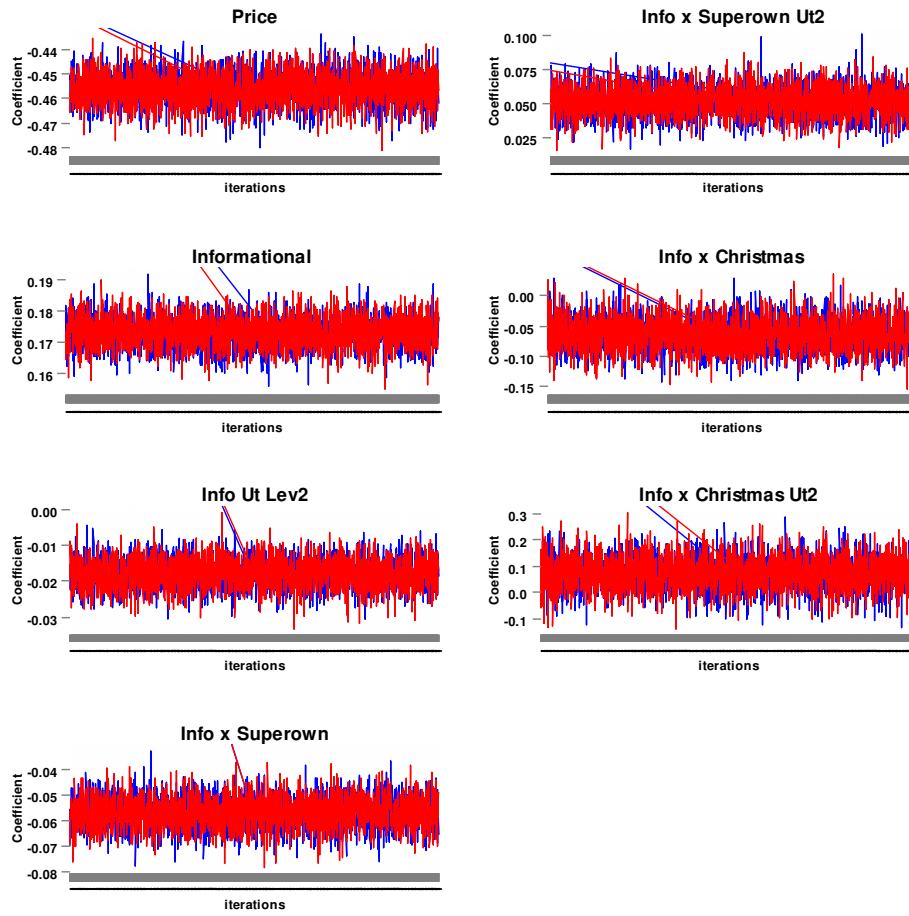 Price
-0.44
-0.45
-0.46
-0.47
-0.48
Coefficient
iterations
Info x Superown Ut2
0.100
0.075
0.050
0.025
Coefficient
iterations
Informational
0.19
0.18
0.17
0.16
Coefficient
iterations
Info x Christmas
0.00
-0.05
-0.10
-0.15
Coefficient
iterations
Info Ut Lev2
0.00
-0.01
-0.02
-0.03
Coefficient
iterations
Info x Christmas Ut2
0.3
0.2
0.1
0.0
-0.1
Coefficient
iterations
Info x Superown
-0.04
-0.05
-0.06
-0.07
-0.08
Coefficient
iterations